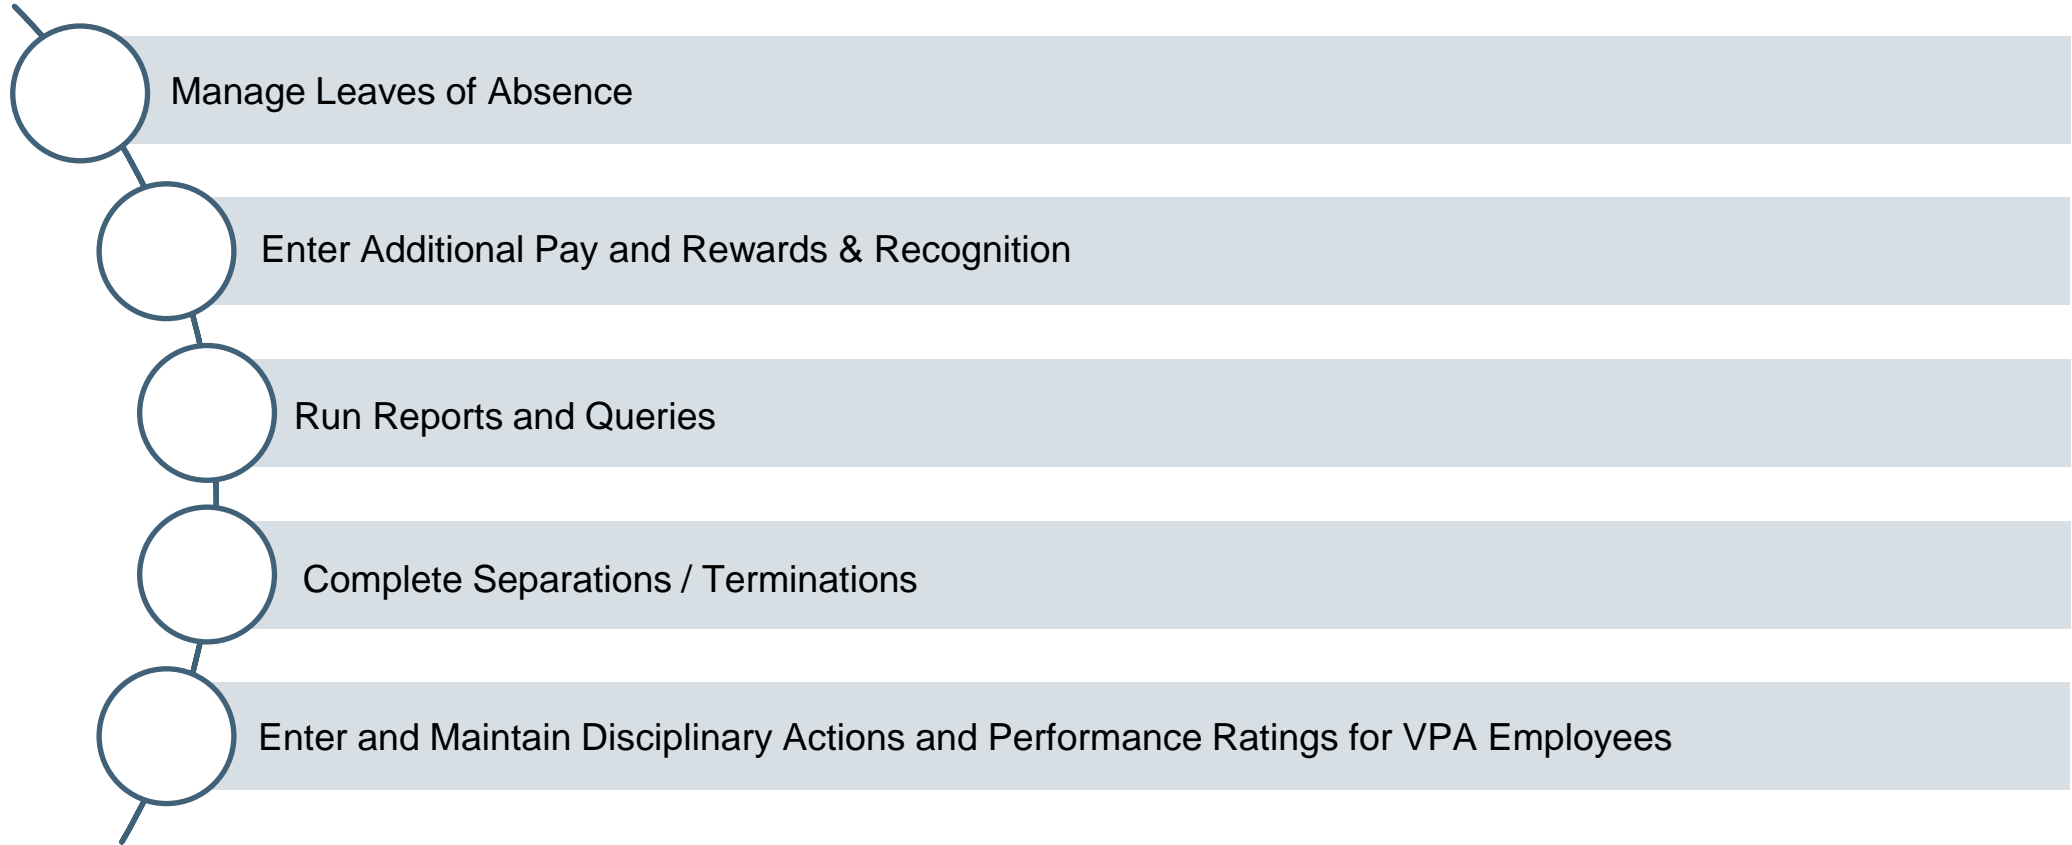 Manage Leaves of Absence
Enter Additional Pay and Rewards & Recognition
Run Reports and Queries
Complete Separations / Terminations
Enter and Maintain Disciplinary Actions and Performance Ratings for VPA Employees